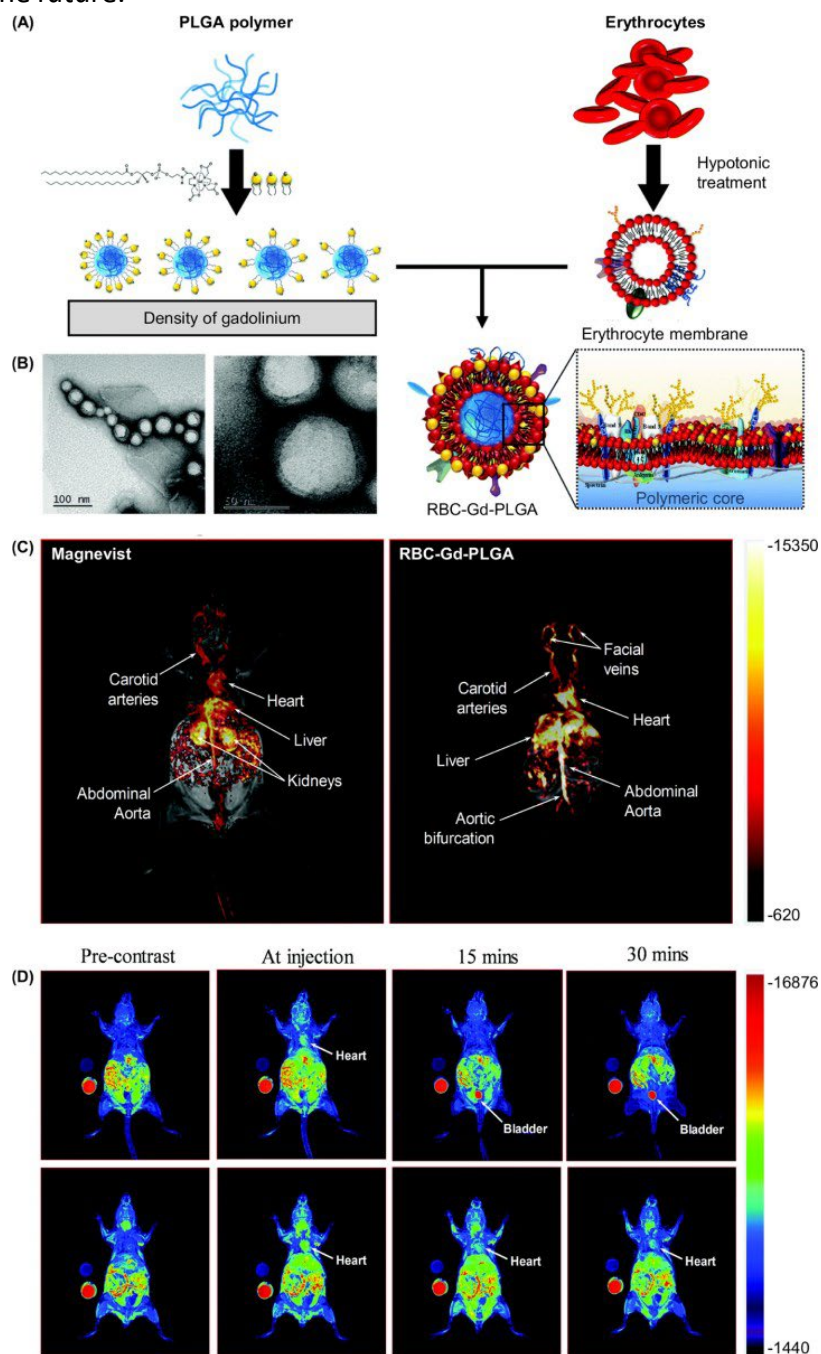 ne future.
(A)
PLGA polymer
Erythrocytes
Hypotonic
treatment
Density of gadolinium
Erythrocyte membrane
(B)
100 nm
50 nm
RBC-Gd-PLGA
Polymeric core
(C)
Magnevist
RBC-Gd-PLGA
-15350
Carotid
arteries
Heart
Liver
Kidneys
Abdominal
Aorta
Facial
veins
Carotid
arteries
Heart
Liver
Abdominal
Aorta
Aortic
bifurcation
-620
(D)
Pre-contrast
At injection
15 mins
30 mins
-16876
Heart
Bladder
Bladder
Heart
Heart
Heart
-1440